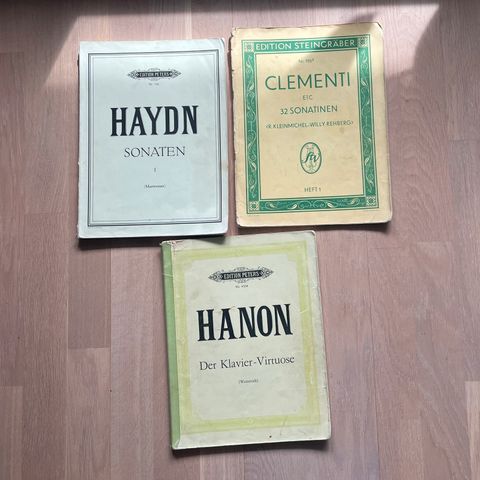 EDITION PETERS
HAYDN
SONATEN
I
(Martienssen)
EDITION STEINGRÄBER
CLEMENTI
ETC
32 SONATINEN
(R. KLEINMICHEL-WILLY REHBERG)
HEFT 1
EDITION PETERS
HANON
Der Klavier-Virtuose